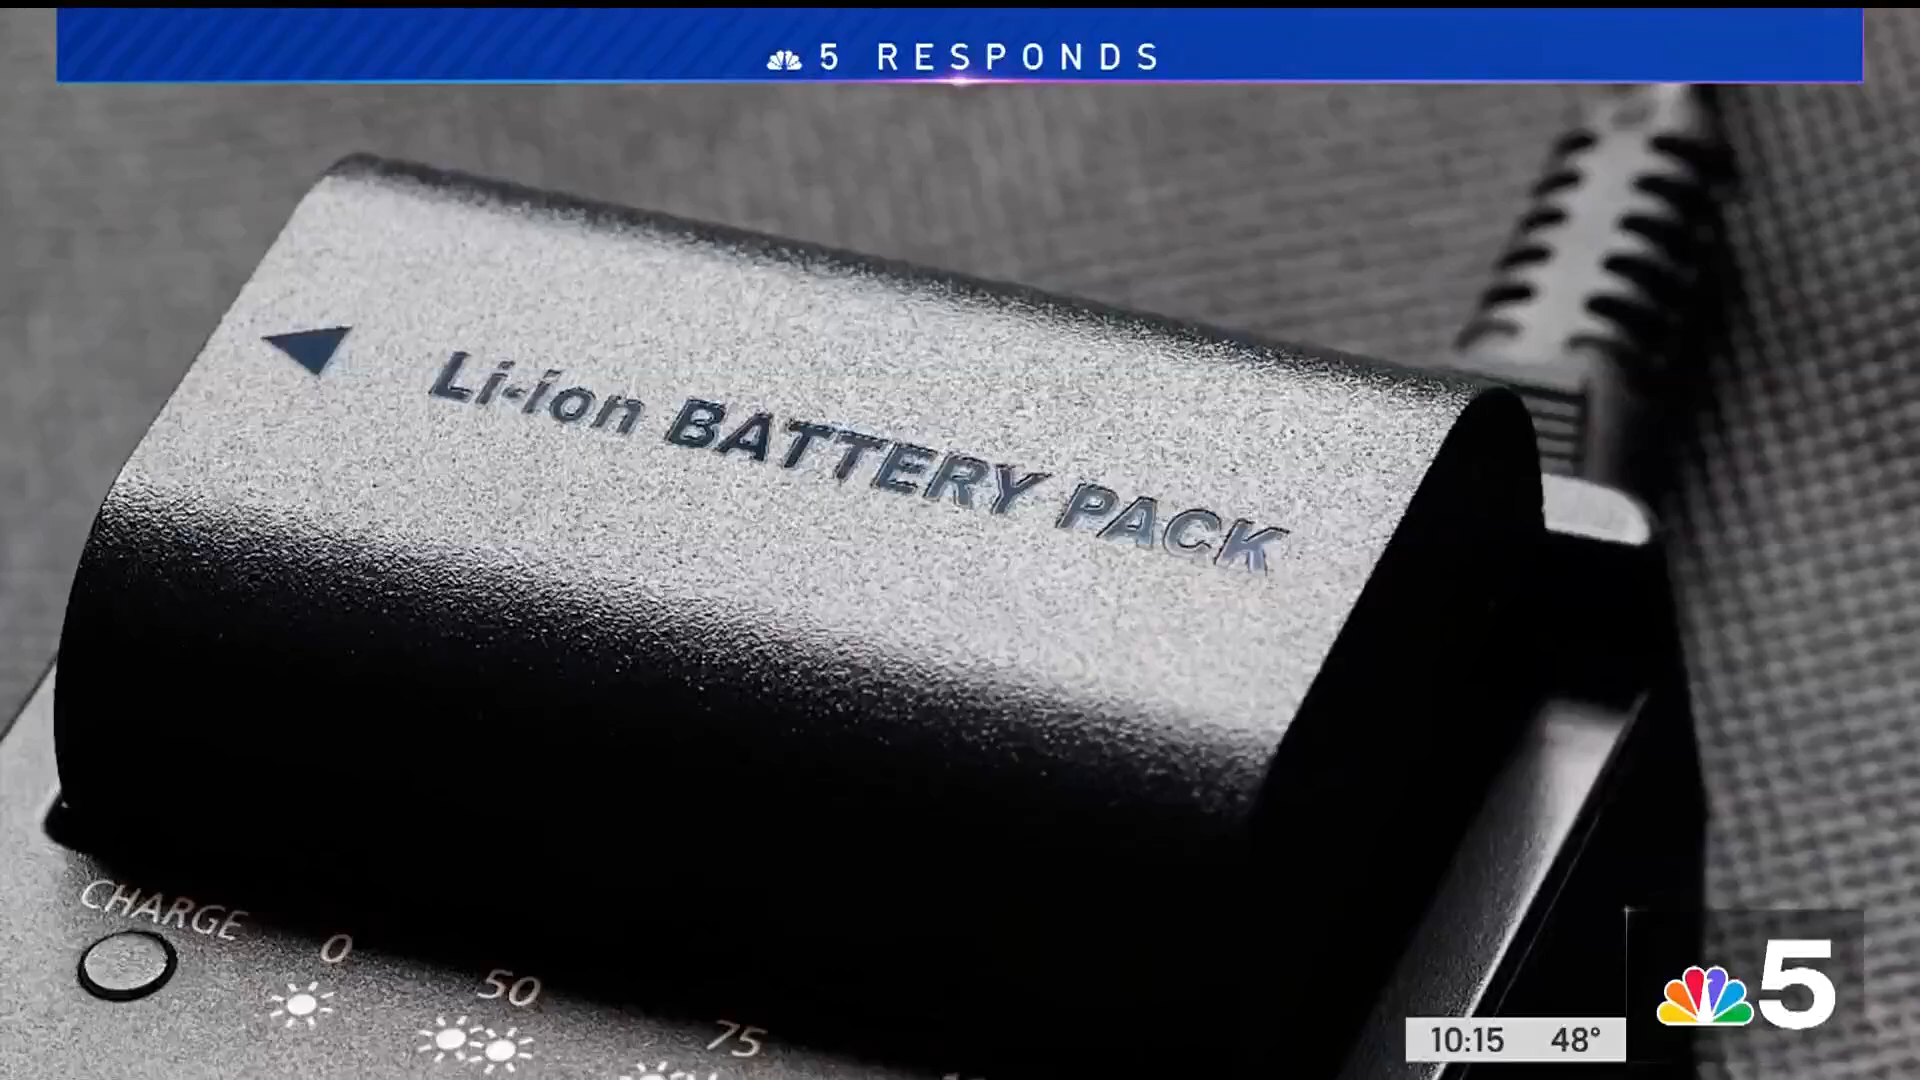 5 RESPONDS
Li-ion BATTERY PACK
CHARGE
0
50
75
5
10:15 48°